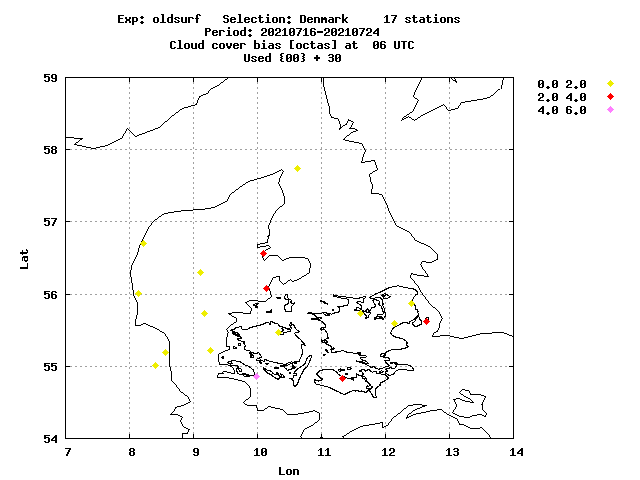 Exp: oldsurf   Selection: Denmark     17 stations
Period: 20210716-20210724
Cloud cover bias [octas] at  06 UTC
Used {00} + 30
0.0 2.0
2.0 4.0
4.0 6.0
59
58
57
56
55
54
Lat
7 8 9 10 11 12 13 14
Lon